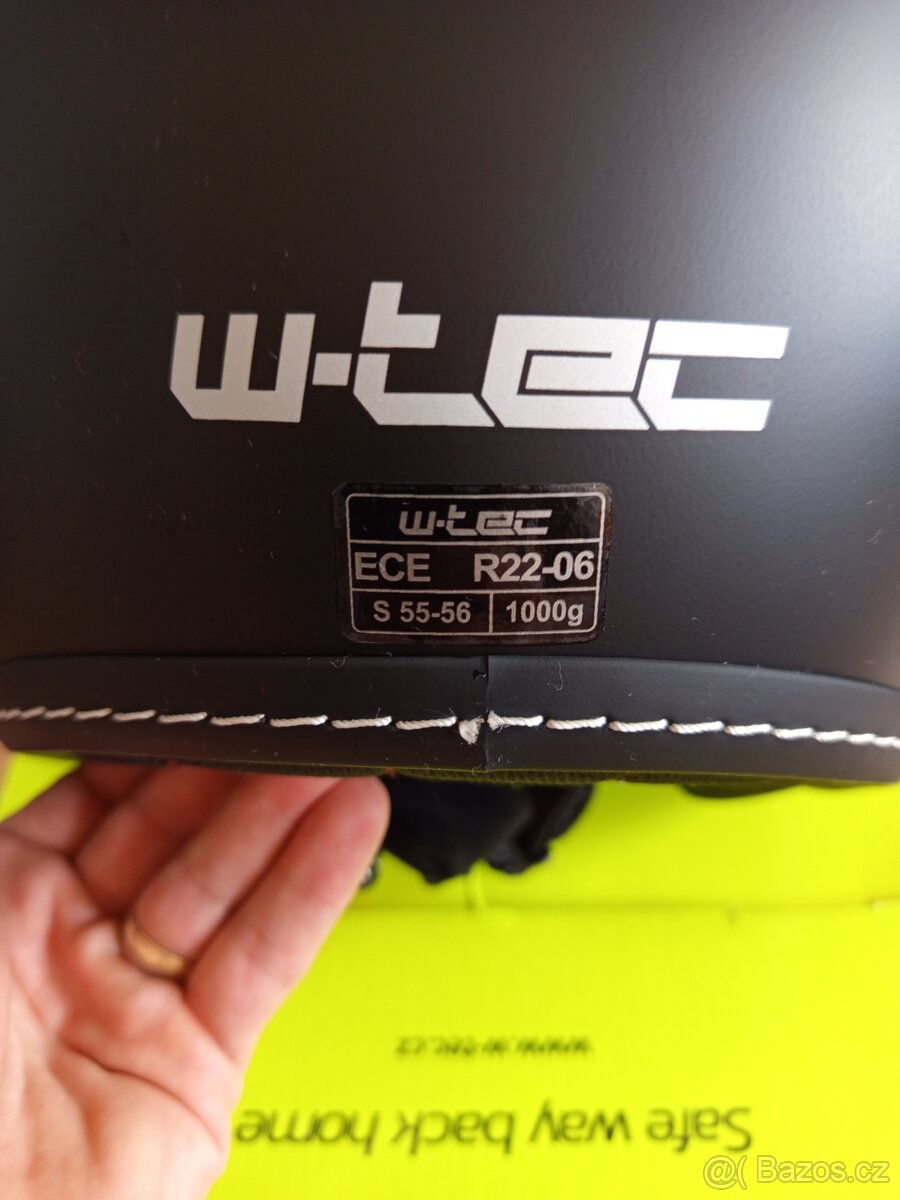 w-tec
w-tec
ECE R22-06
S 55-56 1000g
www.w-tec.cz
Safe way back home
@( Bazos.cz